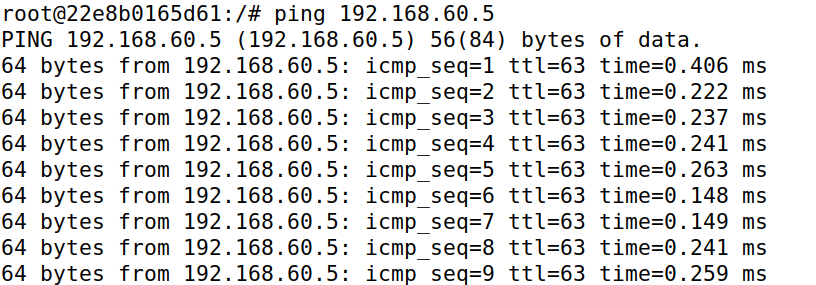 root@22e8b0165d61:/# ping 192.168.60.5
PING 192.168.60.5 (192.168.60.5) 56(84) bytes of data.
64 bytes from 192.168.60.5: icmp_seq=1 ttl=63 time=0.406 ms
64 bytes from 192.168.60.5: icmp_seq=2 ttl=63 time=0.222 ms
64 bytes from 192.168.60.5: icmp_seq=3 ttl=63 time=0.237 ms
64 bytes from 192.168.60.5: icmp_seq=4 ttl=63 time=0.241 ms
64 bytes from 192.168.60.5: icmp_seq=5 ttl=63 time=0.263 ms
64 bytes from 192.168.60.5: icmp_seq=6 ttl=63 time=0.148 ms
64 bytes from 192.168.60.5: icmp_seq=7 ttl=63 time=0.149 ms
64 bytes from 192.168.60.5: icmp_seq=8 ttl=63 time=0.241 ms
64 bytes from 192.168.60.5: icmp_seq=9 ttl=63 time=0.259 ms